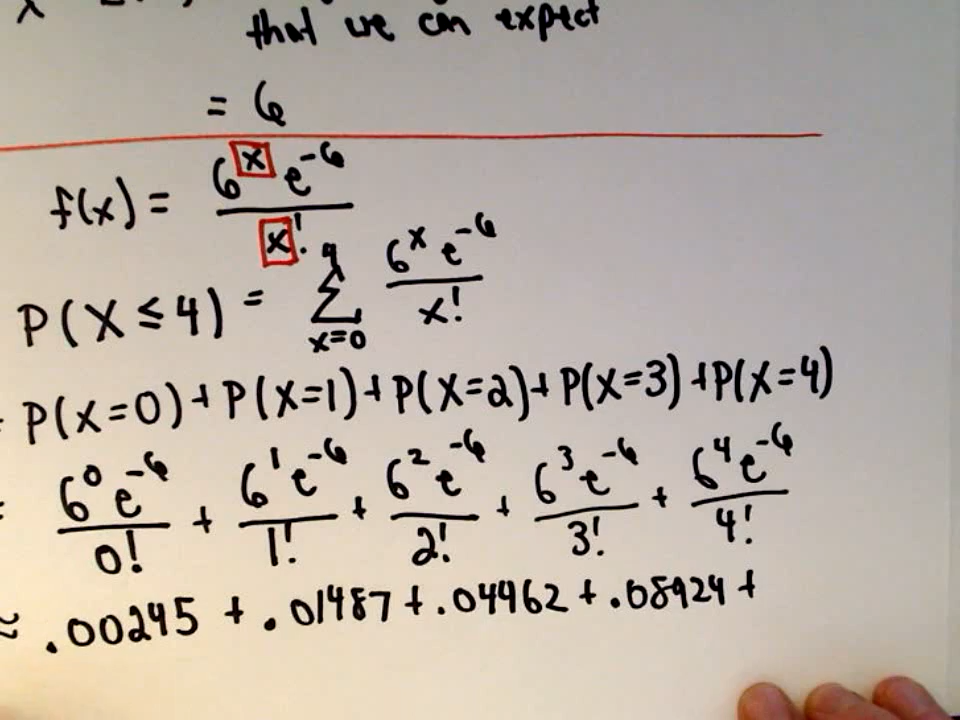 that we can expect
= 6
f(x) = 6^x e^-6 / x!
P(X ≤ 4) = 4 Σ x=0 6^x e^-6 / x!
P(X=0) + P(X=1) + P(X=2) + P(X=3) + P(X=4)
= 6^0 e^-6 / 0! + 6^1 e^-6 / 1! + 6^2 e^-6 / 2! + 6^3 e^-6 / 3! + 6^4 e^-6 / 4!
≈ .00245 + .01487 + .04462 + .08924 +